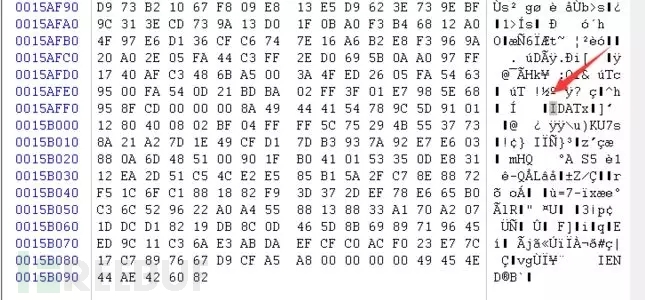 0015AF90 D9 73 B2 10 67 F8 09 E8 13 E5 D9 62 3E 73 9E BF Ùs² gø è åÙb>s
0015AFA0 9C 31 3E CD 73 9A 13 D0 1F 0B A0 F3 B4 68 12 A0 1>Ís Ð ó´h
0015AFB0 4F 97 E6 D1 36 CF C6 74 7E 16 A6 B2 E8 F3 96 9A O æÑ6ÏÆt~ ¦²èó
0015AFC0 AD 20 2E 05 FA 44 C3 FF 2E D0 69 5B 0A A0 97 FF . úDÃÿ.Ði[ ÿ
0015AFD0 17 40 AF C3 48 6B A5 00 3A 4F ED 26 05 FA 54 63 @¯ÃHk¥ & úTc
0015AFE0 95 00 FA 54 0D 21 BD BA 02 FF 3F 01 E7 98 5E 68 úT !½º ÿ? ç ^h
0015AFF0 95 8F CD 00 00 00 8A 49 44 41 54 78 9C 5D 91 01 Í IDATx ]
0015B000 12 80 40 08 02 BF 04 FF FF 5C 75 29 4B 55 37 73 @ ¿ ÿÿ\u)KU7s
0015B010 8A 21 A2 7D 1E 49 CF D1 7D B3 93 7A 92 E7 E6 03 !¢} IÏÑ}³ z çæ
0015B020 88 0A 6D 48 51 00 90 1F B0 41 01 53 35 0D E8 31 mHQ °A S5 è1
0015B030 12 EA 2D 51 C5 4C E2 E5 85 B1 5A 2F C7 8E 88 72 ê-QÅLâå ±Z/Ç r
0015B040 F5 1C 6F C1 88 18 82 F9 3D 37 2D EF 78 E6 65 B0 õ oÁ ù=7-ïxæe°
0015B050 C3 6C 52 96 22 A0 A4 55 88 13 88 33 A1 70 A2 07 ÃlR " ¤U 3¡p¢
0015B060 1D DC D1 82 19 DB 8C 0D 46 5D 8B 69 89 71 96 45 ÜÑ Û F] i q E
0015B070 ED 9C 11 C3 6A E3 AB DA EF CF C0 AC F0 23 E7 7C í Ãjã«ÚïÏÀ¬ð#ç|
0015B080 17 C7 89 76 67 D9 CF A5 A8 00 00 00 00 49 45 4E Ç vgÙÏ¥¨ IEN
0015B090 44 AE 42 60 82 D®B`